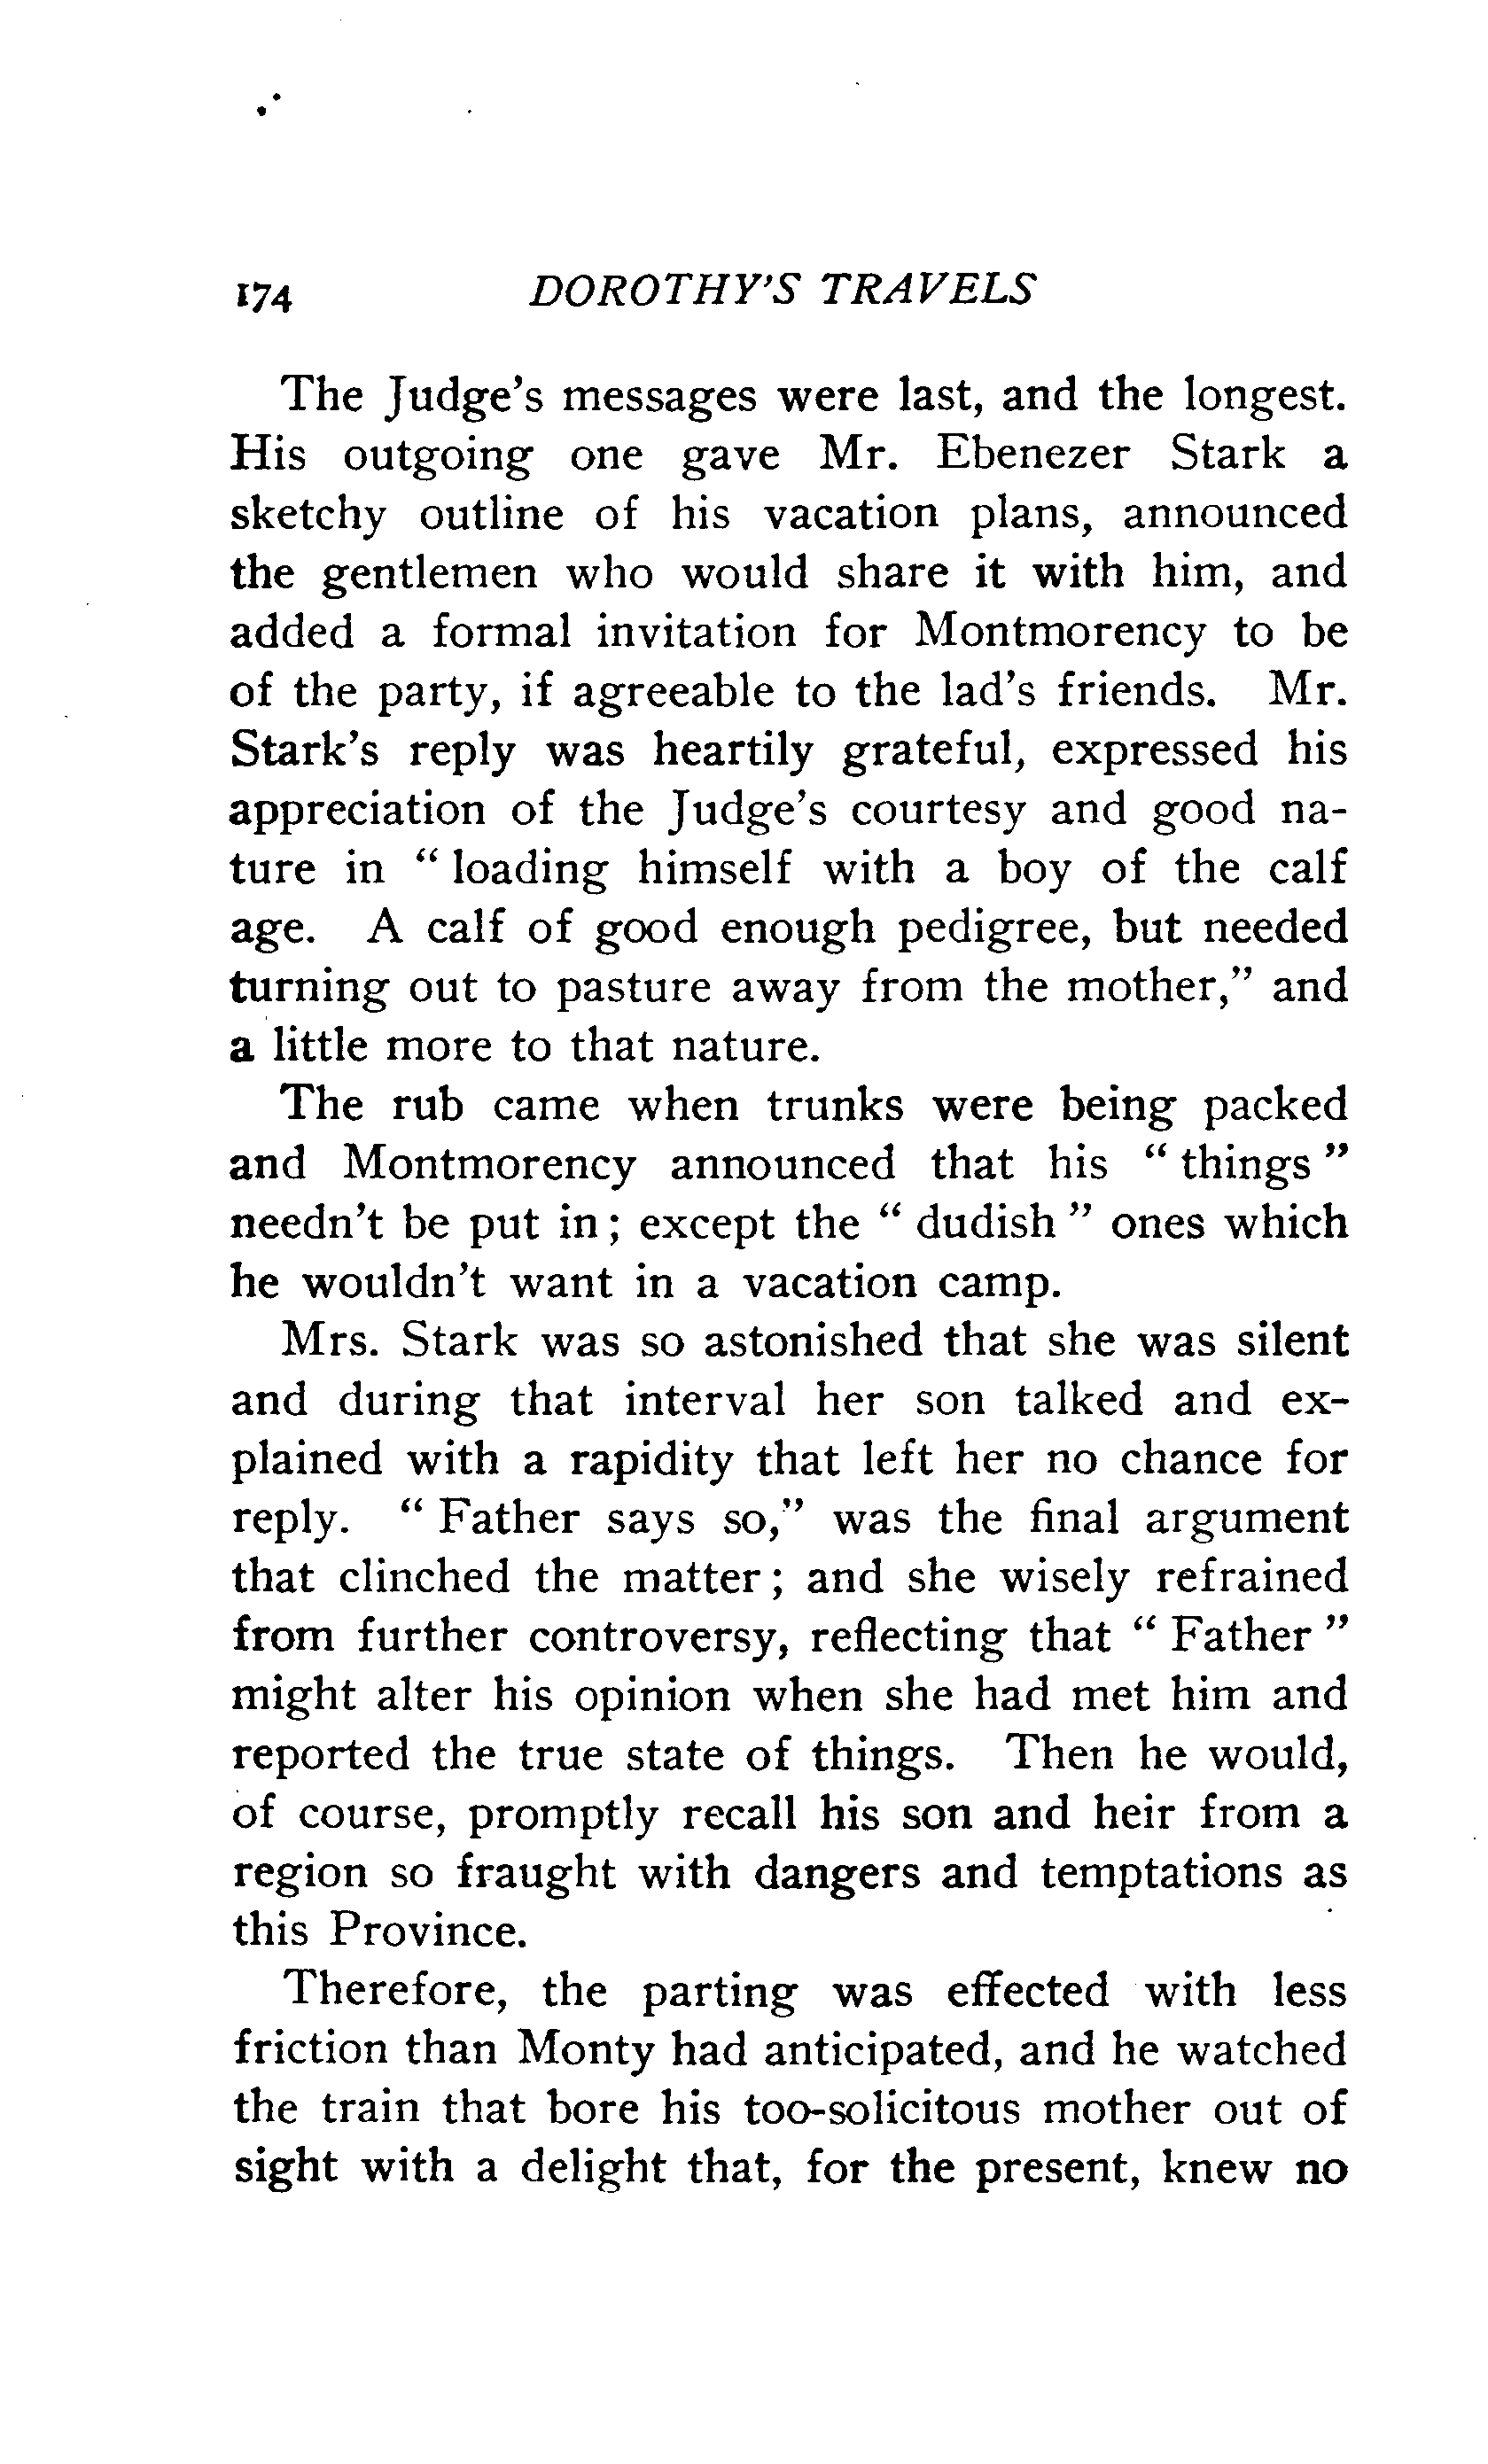 174 DOROTHY'S TRAVELS
The Judge's messages were last, and the longest.
His outgoing one gave Mr. Ebenezer Stark a
sketchy outline of his vacation plans, announced
the gentlemen who would share it with him, and
added a formal invitation for Montmorency to be
of the party, if agreeable to the lad's friends. Mr.
Stark's reply was heartily grateful, expressed his
appreciation of the Judge's courtesy and good na-
ture in " loading himself with a boy of the calf
age. A calf of good enough pedigree, but needed
turning out to pasture away from the mother," and
a little more to that nature.
The rub came when trunks were being packed
and Montmorency announced that his " things "
needn't be put in ; except the " dudish " ones which
he wouldn't want in a vacation camp.
Mrs. Stark was so astonished that she was silent
and during that interval her son talked and ex-
plained with a rapidity that left her no chance for
reply. " Father says so," was the final argument
that clinched the matter ; and she wisely refrained
from further controversy, reflecting that " Father "
might alter his opinion when she had met him and
reported the true state of things. Then he would,
of course, promptly recall his son and heir from a
region so fraught with dangers and temptations as
this Province.
Therefore, the parting was effected with less
friction than Monty had anticipated, and he watched
the train that bore his too-solicitous mother out of
sight with a delight that, for the present, knew no